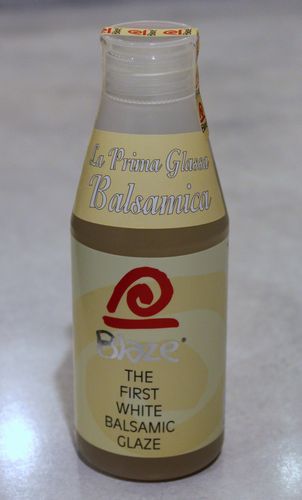 La Prima Glassa
Balsamica
Blaze®
THE
FIRST
WHITE
BALSAMIC
GLAZE